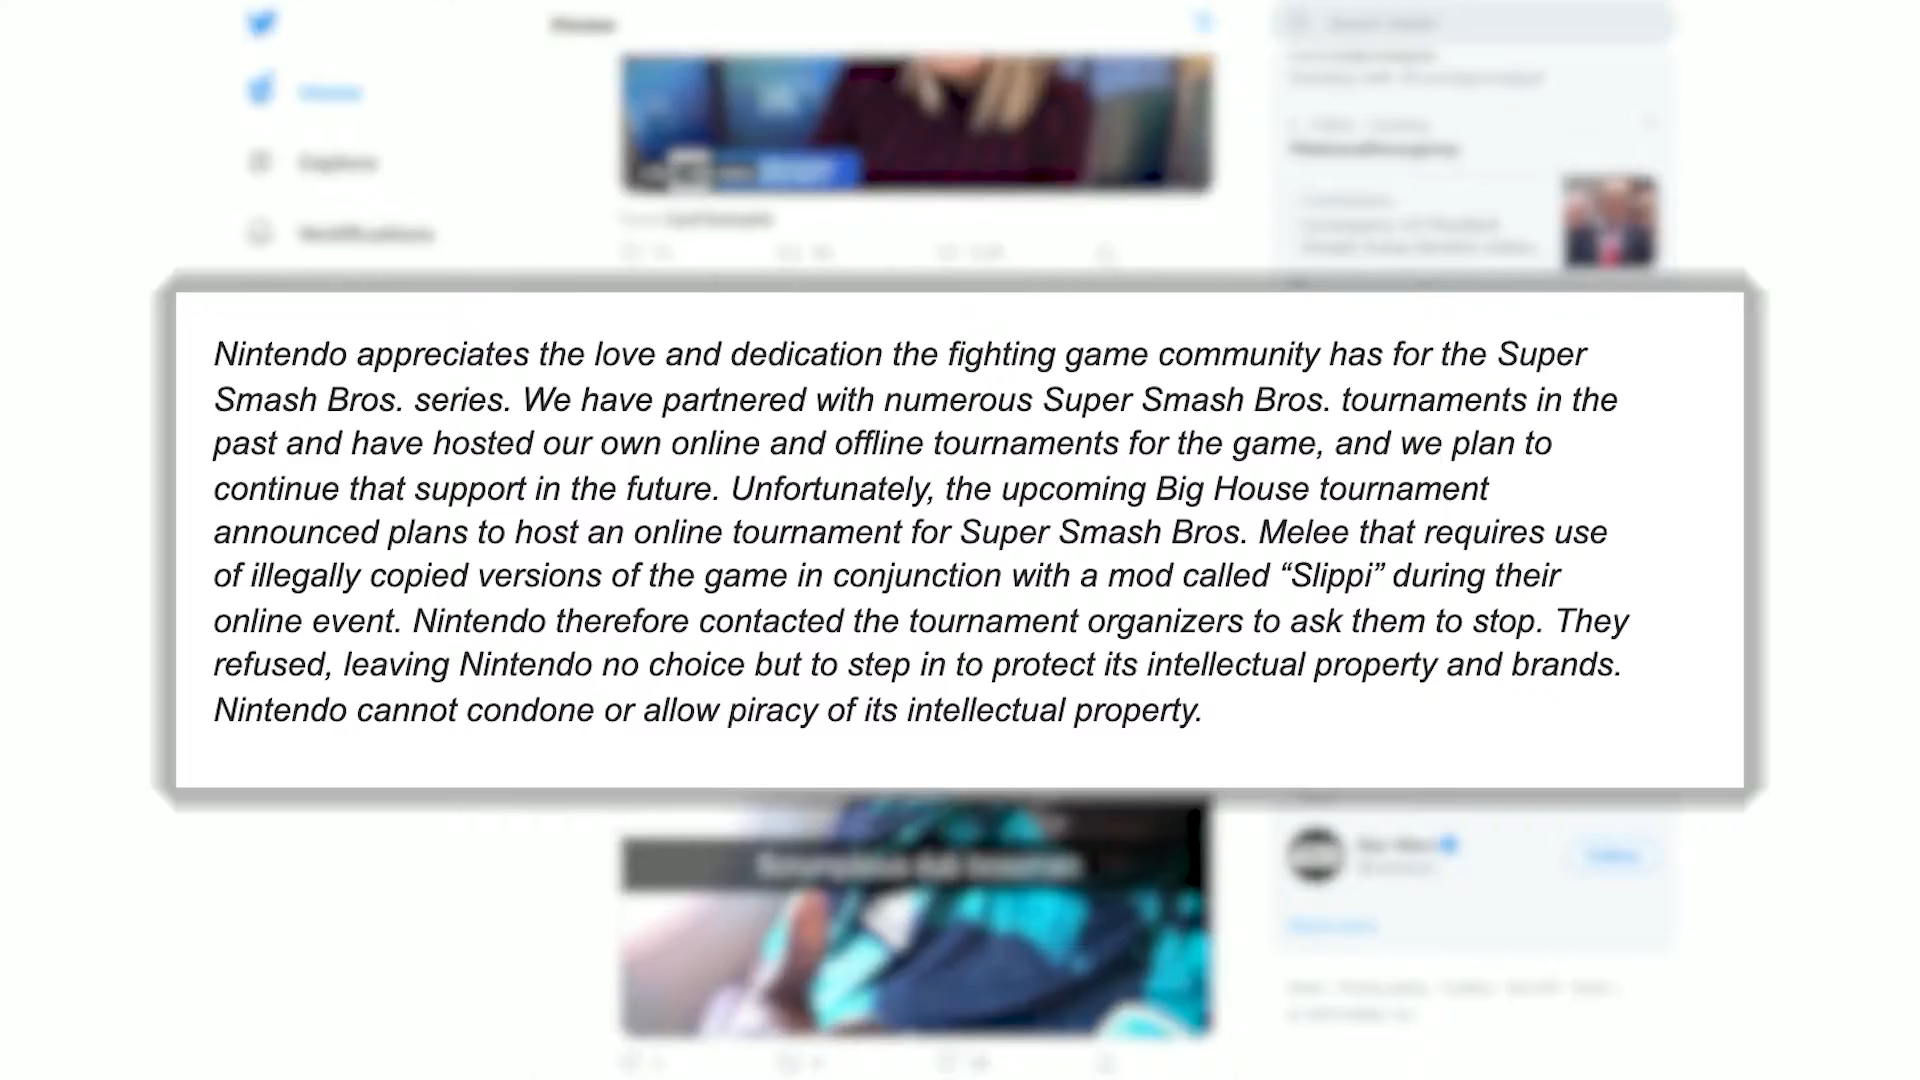 Nintendo appreciates the love and dedication the fighting game community has for the Super
Smash Bros. series. We have partnered with numerous Super Smash Bros. tournaments in the
past and have hosted our own online and offline tournaments for the game, and we plan to
continue that support in the future. Unfortunately, the upcoming Big House tournament
announced plans to host an online tournament for Super Smash Bros. Melee that requires use
of illegally copied versions of the game in conjunction with a mod called “Slippi” during their
online event. Nintendo therefore contacted the tournament organizers to ask them to stop. They
refused, leaving Nintendo no choice but to step in to protect its intellectual property and brands.
Nintendo cannot condone or allow piracy of its intellectual property.
Explore
Notifications